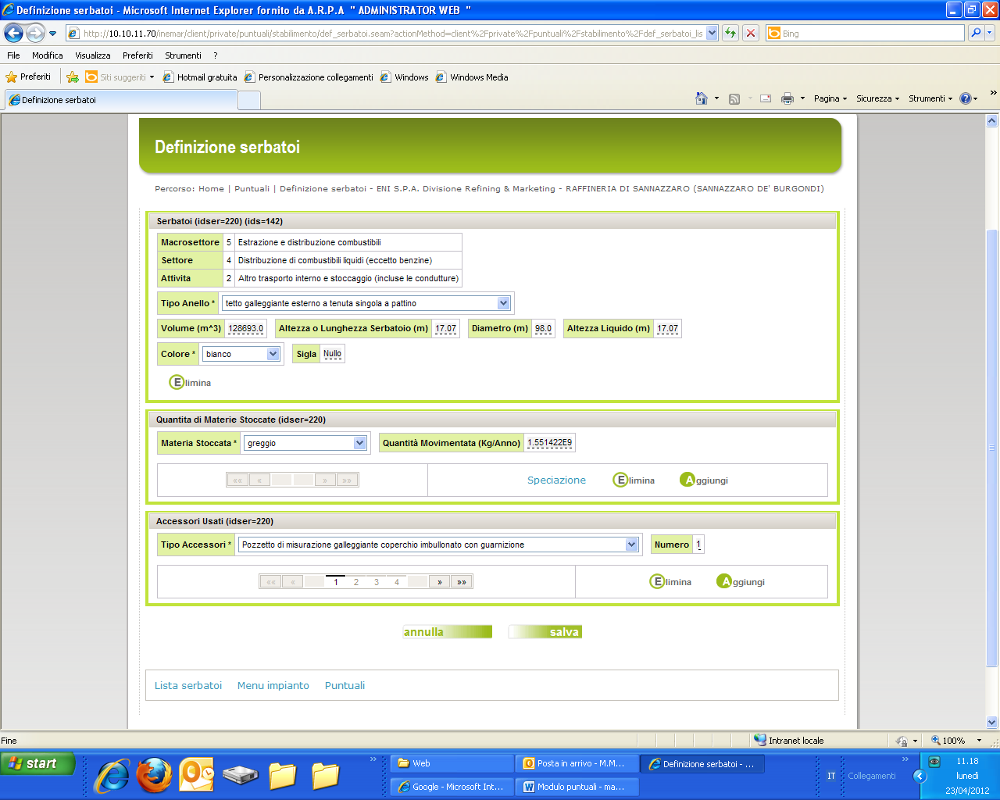 Definizione serbatoi - Microsoft Internet Explorer fornito da A.R.P.A " ADMINISTRATOR WEB "
http://10.10.11.70/inemar/client/private/puntuali/stabilimento/def_serbatoi.seam?actionMethod=client%2Fprivate%2Fpuntuali%2Fstabilimento%2Fdef_serbatoi_lis
Bing
File Modifica Visualizza Preferiti Strumenti ?
Preferiti Siti suggeriti Hotmail gratuita Personalizzazione collegamenti Windows Windows Media
Definizione serbatoi Pagina Sicurezza Strumenti »
Definizione serbatoi
Percorso: Home | Puntuali | Definizione serbatoi - ENI S.P.A. Divisione Refining & Marketing - RAFFINERIA DI SANNAZZARO (SANNAZZARO DE' BURGONDI)
Serbatoi (idser=220) (ids=142)
Macrosettore 5 Estrazione e distribuzione combustibili
Settore 4 Distribuzione di combustibili liquidi (eccetto benzine)
Attivita 2 Altro trasporto interno e stoccaggio (incluse le condutture)
Tipo Anello * tetto galleggiante esterno a tenuta singola a pattino
Volume (m^3) 128693.0 Altezza o Lunghezza Serbatoio (m) 17.07 Diametro (m) 98.0 Altezza Liquido (m) 17.07
Colore * bianco Sigla Nullo
Elimina
Quantita di Materie Stoccate (idser=220)
Materia Stoccata * greggio Quantità Movimentata (Kg/Anno) 1.551422E9
«« « » »» Speciazione Elimina Aggiungi
Accessori Usati (idser=220)
Tipo Accessori * Pozzetto di misurazione galleggiante coperchio imbullonato con guarnizione Numero 1
«« « 1 2 3 4 » »» Elimina Aggiungi
annulla salva
Lista serbatoi Menu impianto Puntuali
Fine Intranet locale 100%
start » Web Posta in arrivo - M.M... Definizione serbatoi - ... » 11.18
IT Collegamenti lunedì
Google - Microsoft Int... Modulo puntuali - ma... 23/04/2012